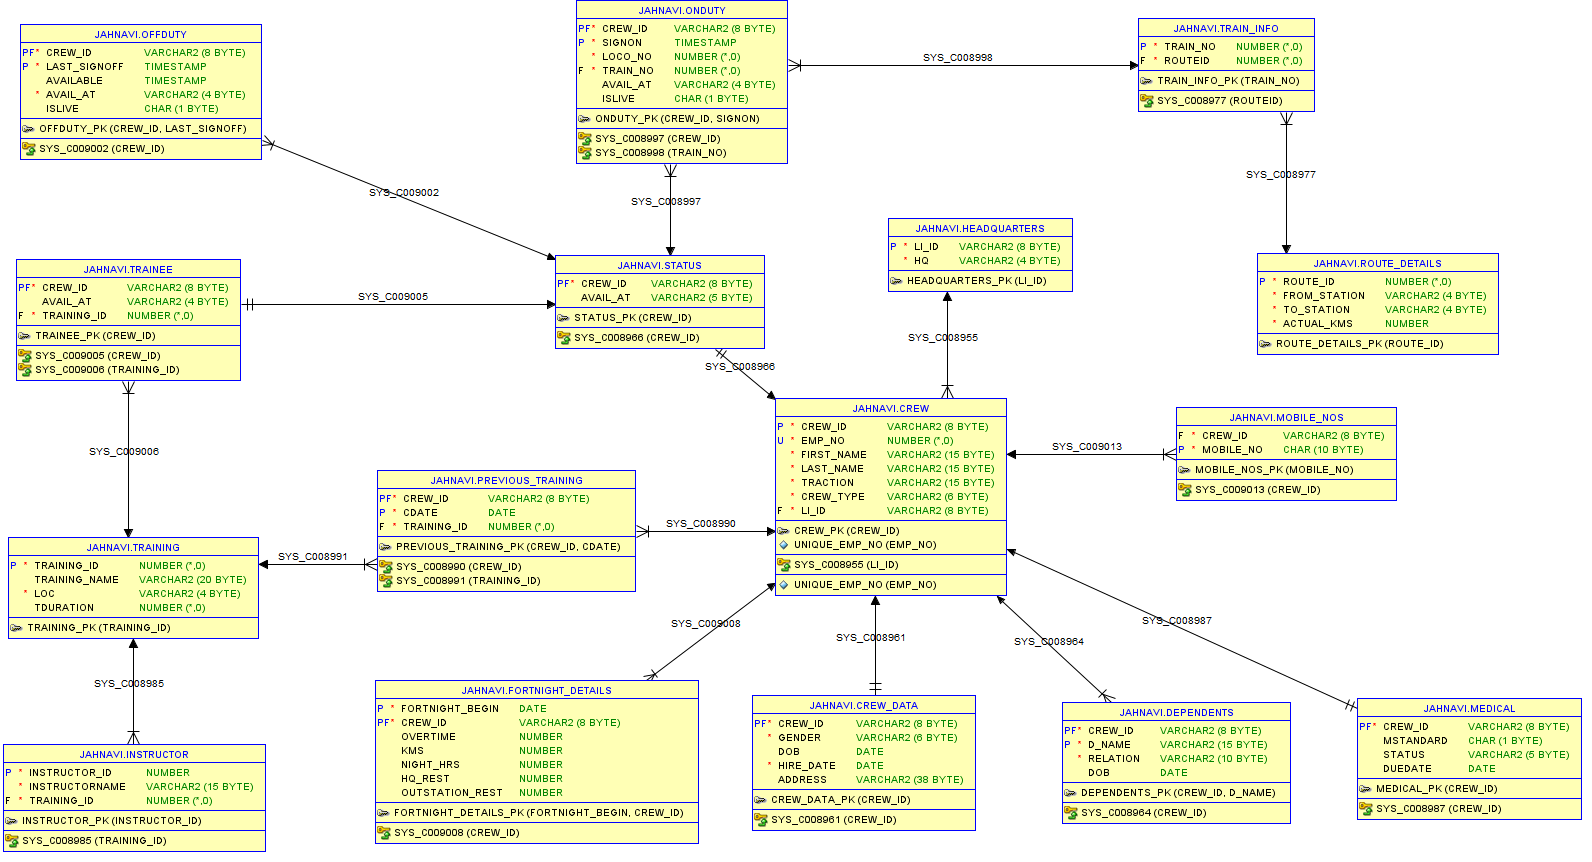 JAHNAVI.OFFDUTY
PF* CREW_ID VARCHAR2 (8 BYTE)
P * LAST_SIGNOFF TIMESTAMP
AVAILABLE TIMESTAMP
* AVAIL_AT VARCHAR2 (4 BYTE)
ISLIVE CHAR (1 BYTE)
OFFDUTY_PK (CREW_ID, LAST_SIGNOFF)
SYS_C009002 (CREW_ID)
JAHNAVI.ONDUTY
PF* CREW_ID VARCHAR2 (8 BYTE)
P * SIGNON TIMESTAMP
* LOCO_NO NUMBER (*,0)
F * TRAIN_NO NUMBER (*,0)
AVAIL_AT VARCHAR2 (4 BYTE)
ISLIVE CHAR (1 BYTE)
ONDUTY_PK (CREW_ID, SIGNON)
SYS_C008997 (CREW_ID)
SYS_C008998 (TRAIN_NO)
SYS_C008998
JAHNAVI.TRAIN_INFO
P * TRAIN_NO NUMBER (*,0)
F * ROUTEID NUMBER (*,0)
TRAIN_INFO_PK (TRAIN_NO)
SYS_C008977 (ROUTEID)
SYS_C009002
SYS_C008997
SYS_C008977
JAHNAVI.TRAINEE
PF* CREW_ID VARCHAR2 (8 BYTE)
AVAIL_AT VARCHAR2 (4 BYTE)
F * TRAINING_ID NUMBER (*,0)
TRAINEE_PK (CREW_ID)
SYS_C009005 (CREW_ID)
SYS_C009006 (TRAINING_ID)
SYS_C009005
JAHNAVI.STATUS
PF* CREW_ID VARCHAR2 (8 BYTE)
AVAIL_AT VARCHAR2 (5 BYTE)
STATUS_PK (CREW_ID)
SYS_C008966 (CREW_ID)
JAHNAVI.HEADQUARTERS
P * LI_ID VARCHAR2 (8 BYTE)
* HQ VARCHAR2 (4 BYTE)
HEADQUARTERS_PK (LI_ID)
JAHNAVI.ROUTE_DETAILS
P * ROUTE_ID NUMBER (*,0)
* FROM_STATION VARCHAR2 (4 BYTE)
* TO_STATION VARCHAR2 (4 BYTE)
* ACTUAL_KMS NUMBER
ROUTE_DETAILS_PK (ROUTE_ID)
SYS_C008966
SYS_C008955
SYS_C009006
JAHNAVI.CREW
P * CREW_ID VARCHAR2 (8 BYTE)
U * EMP_NO NUMBER (*,0)
* FIRST_NAME VARCHAR2 (15 BYTE)
* LAST_NAME VARCHAR2 (15 BYTE)
* TRACTION VARCHAR2 (15 BYTE)
* CREW_TYPE VARCHAR2 (6 BYTE)
F * LI_ID VARCHAR2 (8 BYTE)
CREW_PK (CREW_ID)
UNIQUE_EMP_NO (EMP_NO)
SYS_C008955 (LI_ID)
UNIQUE_EMP_NO (EMP_NO)
SYS_C009013
JAHNAVI.MOBILE_NOS
F * CREW_ID VARCHAR2 (8 BYTE)
P * MOBILE_NO CHAR (10 BYTE)
MOBILE_NOS_PK (MOBILE_NO)
SYS_C009013 (CREW_ID)
JAHNAVI.PREVIOUS_TRAINING
PF* CREW_ID VARCHAR2 (8 BYTE)
P * CDATE DATE
F * TRAINING_ID NUMBER (*,0)
PREVIOUS_TRAINING_PK (CREW_ID, CDATE)
SYS_C008990 (CREW_ID)
SYS_C008991 (TRAINING_ID)
SYS_C008990
SYS_C008991
JAHNAVI.TRAINING
P * TRAINING_ID NUMBER (*,0)
TRAINING_NAME VARCHAR2 (20 BYTE)
* LOC VARCHAR2 (4 BYTE)
TDURATION NUMBER (*,0)
TRAINING_PK (TRAINING_ID)
SYS_C008985
SYS_C009008
SYS_C008961
SYS_C008964
SYS_C008987
JAHNAVI.INSTRUCTOR
P * INSTRUCTOR_ID NUMBER
* INSTRUCTORNAME VARCHAR2 (15 BYTE)
F * TRAINING_ID NUMBER (*,0)
INSTRUCTOR_PK (INSTRUCTOR_ID)
SYS_C008985 (TRAINING_ID)
JAHNAVI.FORTNIGHT_DETAILS
P * FORTNIGHT_BEGIN DATE
PF* CREW_ID VARCHAR2 (8 BYTE)
OVERTIME NUMBER
KMS NUMBER
NIGHT_HRS NUMBER
HQ_REST NUMBER
OUTSTATION_REST NUMBER
FORTNIGHT_DETAILS_PK (FORTNIGHT_BEGIN, CREW_ID)
SYS_C009008 (CREW_ID)
JAHNAVI.CREW_DATA
PF* CREW_ID VARCHAR2 (8 BYTE)
* GENDER VARCHAR2 (6 BYTE)
DOB DATE
* HIRE_DATE DATE
ADDRESS VARCHAR2 (38 BYTE)
CREW_DATA_PK (CREW_ID)
SYS_C008961 (CREW_ID)
JAHNAVI.DEPENDENTS
PF* CREW_ID VARCHAR2 (8 BYTE)
P * D_NAME VARCHAR2 (15 BYTE)
* RELATION VARCHAR2 (10 BYTE)
DOB DATE
DEPENDENTS_PK (CREW_ID, D_NAME)
SYS_C008964 (CREW_ID)
JAHNAVI.MEDICAL
PF* CREW_ID VARCHAR2 (8 BYTE)
MSTANDARD CHAR (1 BYTE)
STATUS VARCHAR2 (5 BYTE)
DUEDATE DATE
MEDICAL_PK (CREW_ID)
SYS_C008987 (CREW_ID)